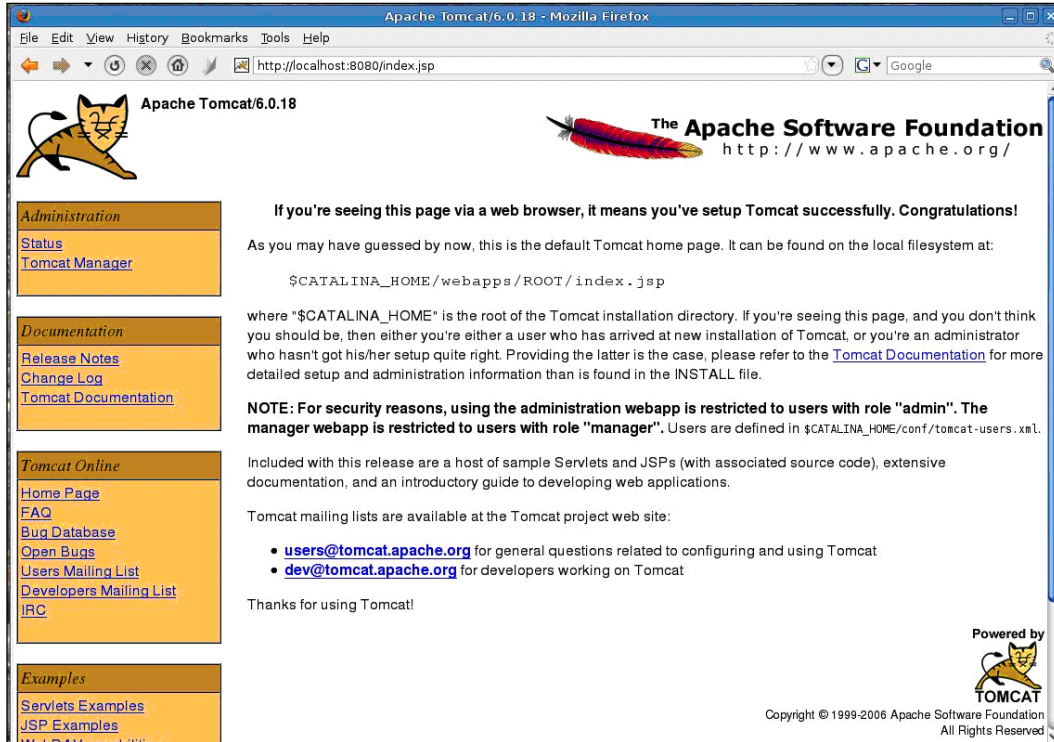 Apache Tomcat/6.0.18 - Mozilla Firefox
File Edit View History Bookmarks Tools Help
http://localhost:8080/index.jsp
G
Google
Apache Tomcat/6.0.18
The Apache Software Foundation
http://www.apache.org/
Administration
Status
Tomcat Manager
Documentation
Release Notes
Change Log
Tomcat Documentation
Tomcat Online
Home Page
FAQ
Bug Database
Open Bugs
Users Mailing List
Developers Mailing List
IRC
Examples
Servlets Examples
JSP Examples
If you're seeing this page via a web browser, it means you've setup Tomcat successfully. Congratulations!
As you may have guessed by now, this is the default Tomcat home page. It can be found on the local filesystem at:
$CATALINA_HOME/webapps/ROOT/index.jsp
where "$CATALINA_HOME" is the root of the Tomcat installation directory. If you're seeing this page, and you don't think
you should be, then either you're either a user who has arrived at new installation of Tomcat, or you're an administrator
who hasn't got his/her setup quite right. Providing the latter is the case, please refer to the Tomcat Documentation for more
detailed setup and administration information than is found in the INSTALL file.
NOTE: For security reasons, using the administration webapp is restricted to users with role "admin". The
manager webapp is restricted to users with role "manager". Users are defined in $CATALINA_HOME/conf/tomcat-users.xml.
Included with this release are a host of sample Servlets and JSPs (with associated source code), extensive
documentation, and an introductory guide to developing web applications.
Tomcat mailing lists are available at the Tomcat project web site:
users@tomcat.apache.org for general questions related to configuring and using Tomcat
dev@tomcat.apache.org for developers working on Tomcat
Thanks for using Tomcat!
Powered by
TOMCAT
Copyright © 1999-2006 Apache Software Foundation
All Rights Reserved